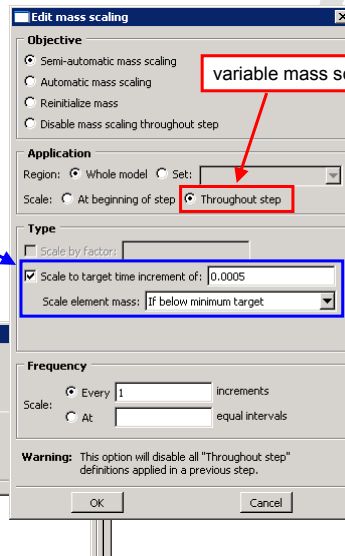 Edit mass scaling
Objective
Semi-automatic mass scaling
Automatic mass scaling
Reinitialize mass
Disable mass scaling throughout step
variable mass
Application
Region: Whole model Set:
Scale: At beginning of step Throughout step
Type
Scale by factor:
Scale to target time increment of: 0.0005
Scale element mass: If below minimum target
Frequency
Scale:
Every 1 increments
At equal intervals
Warning: This option will disable all "Throughout step"
definitions applied in a previous step.
OK Cancel